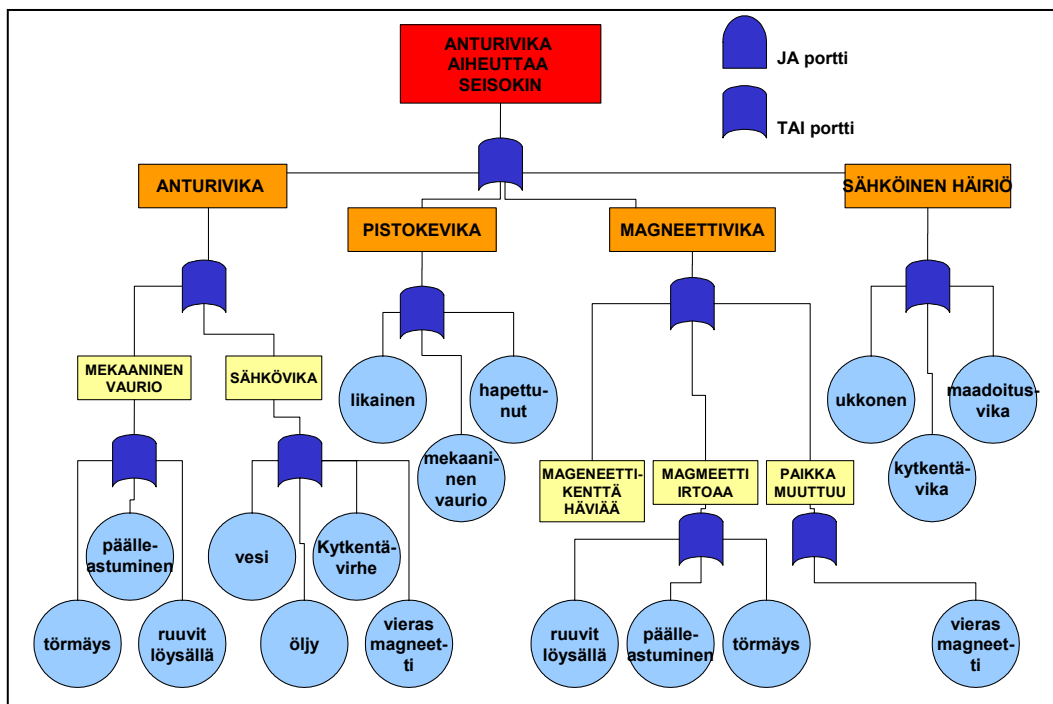 ANTURIVIKA
AIHEUTTAA
SEISOKIN
JA portti
TAI portti
ANTURIVIKA
SÄHKÖINEN HÄIRIÖ
PISTOKEVIKA
MAGNEETTIVIKA
MEKAANINEN
VAURIO
SÄHKÖVIKA
likainen
hapettu-
nut
mekaani-
nen
vaurio
ukkonen
maadoitus-
vika
kytkentä-
vika
MAGENEETTI-
KENTTÄ
HÄVIÄÄ
MAGMEETTI
IRTOAA
PAIKKA
MUUTTUU
päälle-
astuminen
vesi
Kytkentä-
virhe
törmäys
ruuvit
löysällä
öljy
vieras
magneet-
ti
ruuvit
löysällä
päälle-
astuminen
törmäys
vieras
magneet-
ti